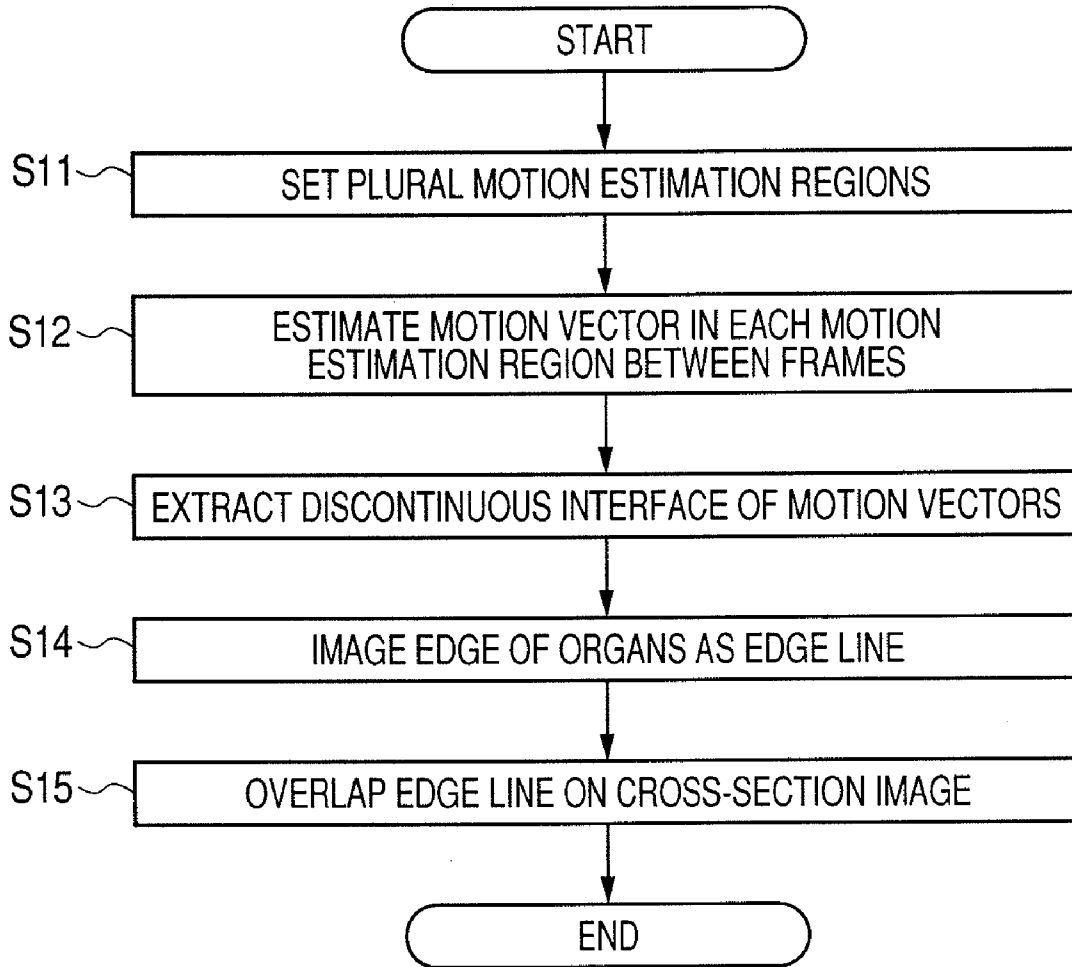 START
S11
SET PLURAL MOTION ESTIMATION REGIONS
S12
ESTIMATE MOTION VECTOR IN EACH MOTION
ESTIMATION REGION BETWEEN FRAMES
S13
EXTRACT DISCONTINUOUS INTERFACE OF MOTION VECTORS
S14
IMAGE EDGE OF ORGANS AS EDGE LINE
S15
OVERLAP EDGE LINE ON CROSS-SECTION IMAGE
END